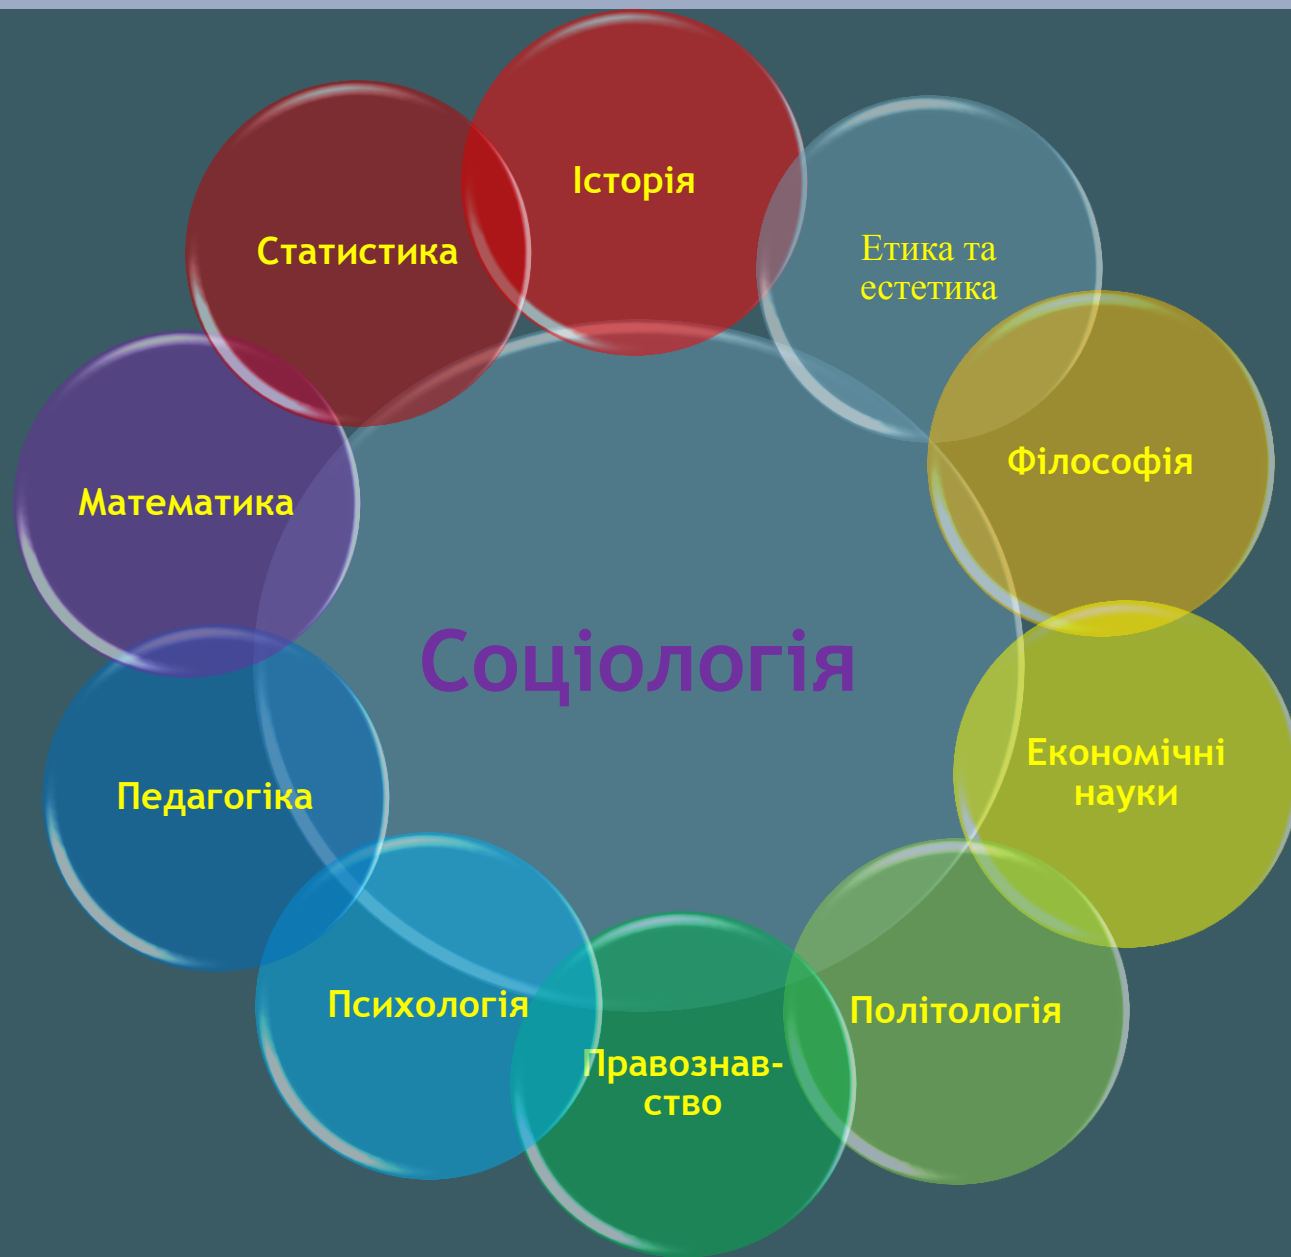 Історія
Етика та
естетика
Статистика
Філософія
Математика
Соціологія
Економічні
науки
Педагогіка
Психологія
Політологія
Правознав-
ство